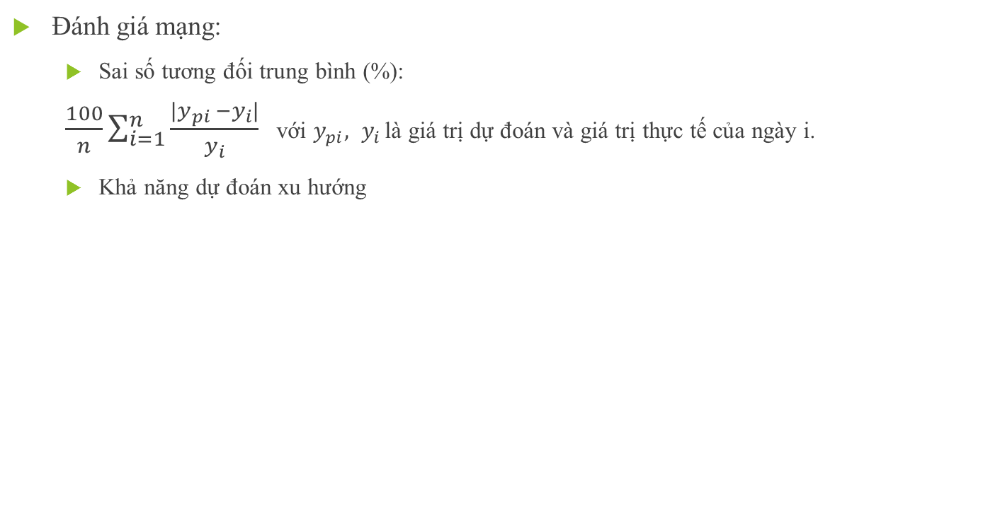 Đánh giá mạng:
Sai số tương đối trung bình (%):
$\frac{100}{n}\sum_{i=1}^{n}\frac{|y_{pi}-y_i|}{y_i}$ với $y_{pi}$, $y_i$ là giá trị dự đoán và giá trị thực tế của ngày i.
Khả năng dự đoán xu hướng